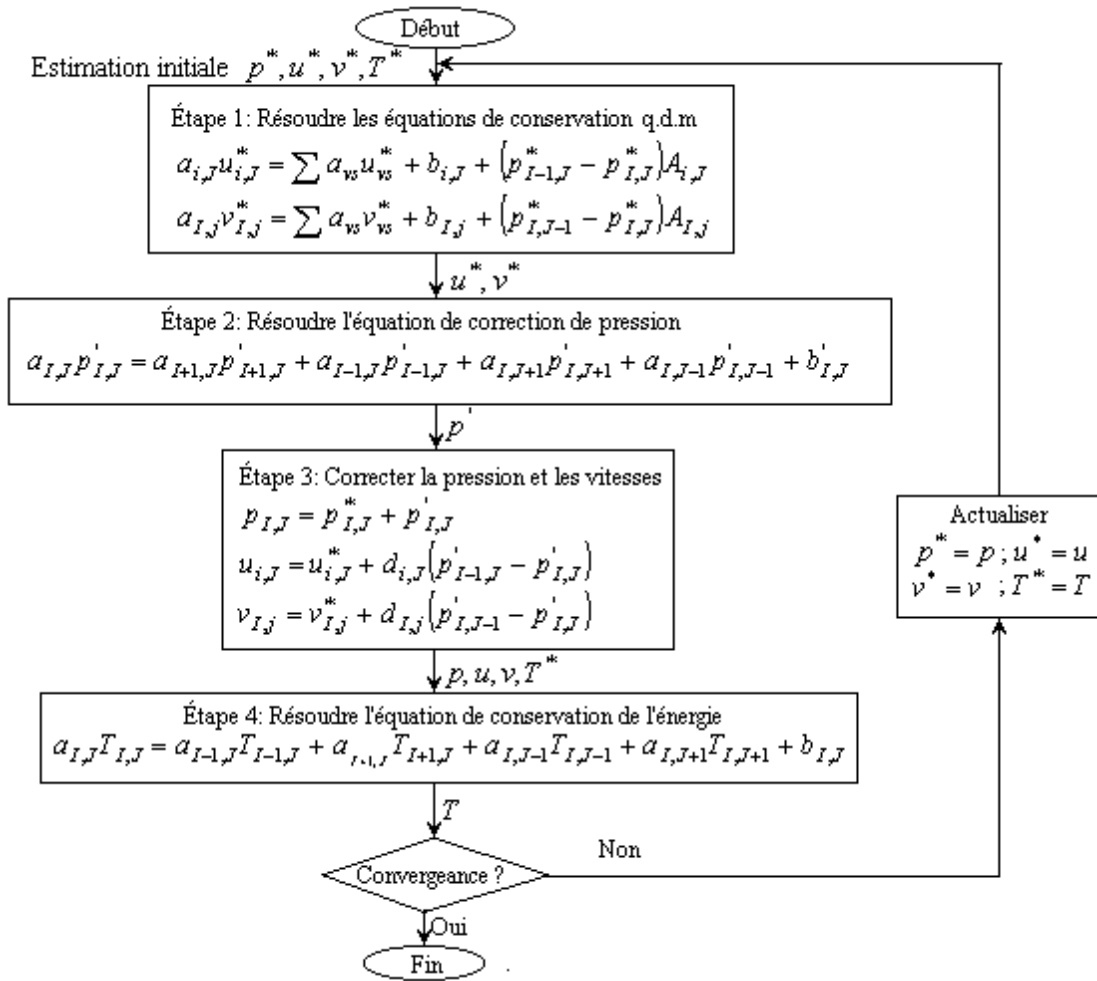 Début
Estimation initiale p*, u*, v*, T*
Étape 1: Résoudre les équations de conservation q.d.m
a_{i,J}u*_{i,J} = ∑ a_{vs}u*_{vs} + b_{i,J} + (p*_{I-1,J} − p*_{I,J})A_{i,J}
a_{I,j}v*_{I,j} = ∑ a_{vs}v*_{vs} + b_{I,j} + (p*_{I,J-1} − p*_{I,J})A_{I,j}
u*, v*
Étape 2: Résoudre l'équation de correction de pression
a_{I,J}p'_{I,J} = a_{I+1,J}p'_{I+1,J} + a_{I-1,J}p'_{I-1,J} + a_{I,J+1}p'_{I,J+1} + a_{I,J-1}p'_{I,J-1} + b'_{I,J}
p'
Étape 3: Correcter la pression et les vitesses
p_{I,J} = p*_{I,J} + p'_{I,J}
u_{i,J} = u*_{i,J} + d_{i,J}(p'_{I-1,J} − p'_{I,J})
v_{I,j} = v*_{I,j} + d_{I,j}(p'_{I,J-1} − p'_{I,J})
Actualiser
p* = p ; u* = u
v* = v ; T* = T
p, u, v, T*
Étape 4: Résoudre l'équation de conservation de l'énergie
a_{I,J}T_{I,J} = a_{I-1,J}T_{I-1,J} + a_{I+1,J}T_{I+1,J} + a_{I,J-1}T_{I,J-1} + a_{I,J+1}T_{I,J+1} + b_{I,J}
T
Non
Convergeance ?
Oui
Fin
.